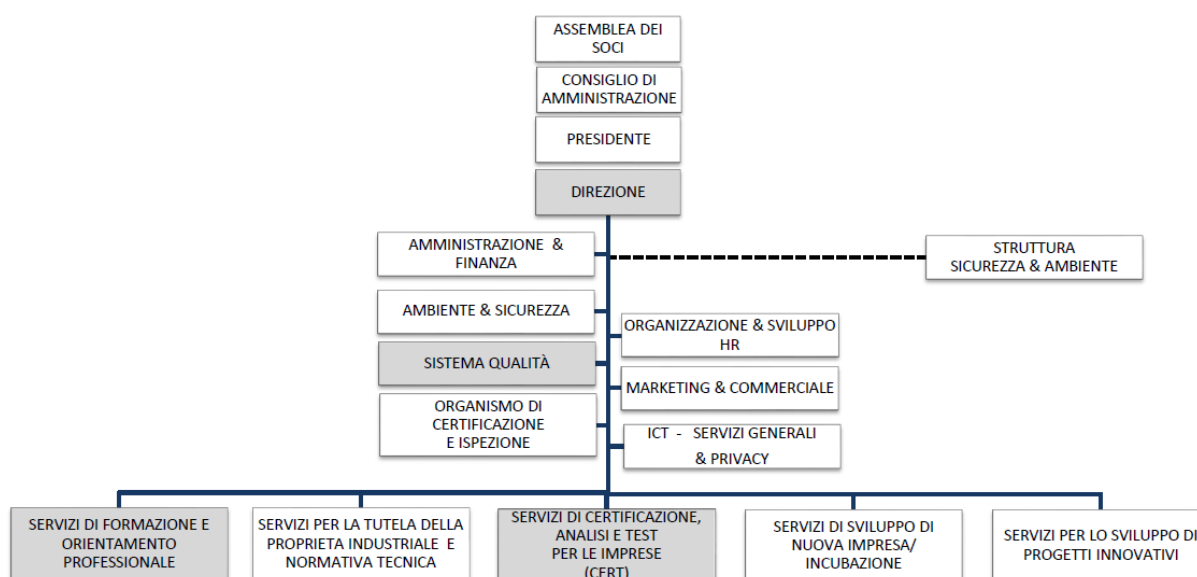 ASSEMBLEA DEI
SOCI
CONSIGLIO DI
AMMINISTRAZIONE
PRESIDENTE
DIREZIONE
AMMINISTRAZIONE &
FINANZA
STRUTTURA
SICUREZZA & AMBIENTE
AMBIENTE & SICUREZZA
ORGANIZZAZIONE & SVILUPPO
HR
SISTEMA QUALITÀ
MARKETING & COMMERCIALE
ORGANISMO DI
CERTIFICAZIONE
E ISPEZIONE
ICT - SERVIZI GENERALI
& PRIVACY
SERVIZI DI FORMAZIONE E
ORIENTAMENTO
PROFESSIONALE
SERVIZI PER LA TUTELA DELLA
PROPRIETA INDUSTRIALE E
NORMATIVA TECNICA
SERVIZI DI CERTIFICAZIONE,
ANALISI E TEST
PER LE IMPRESE
(CERT)
SERVIZI DI SVILUPPO DI
NUOVA IMPRESA/
INCUBAZIONE
SERVIZI PER LO SVILUPPO DI
PROGETTI INNOVATIVI